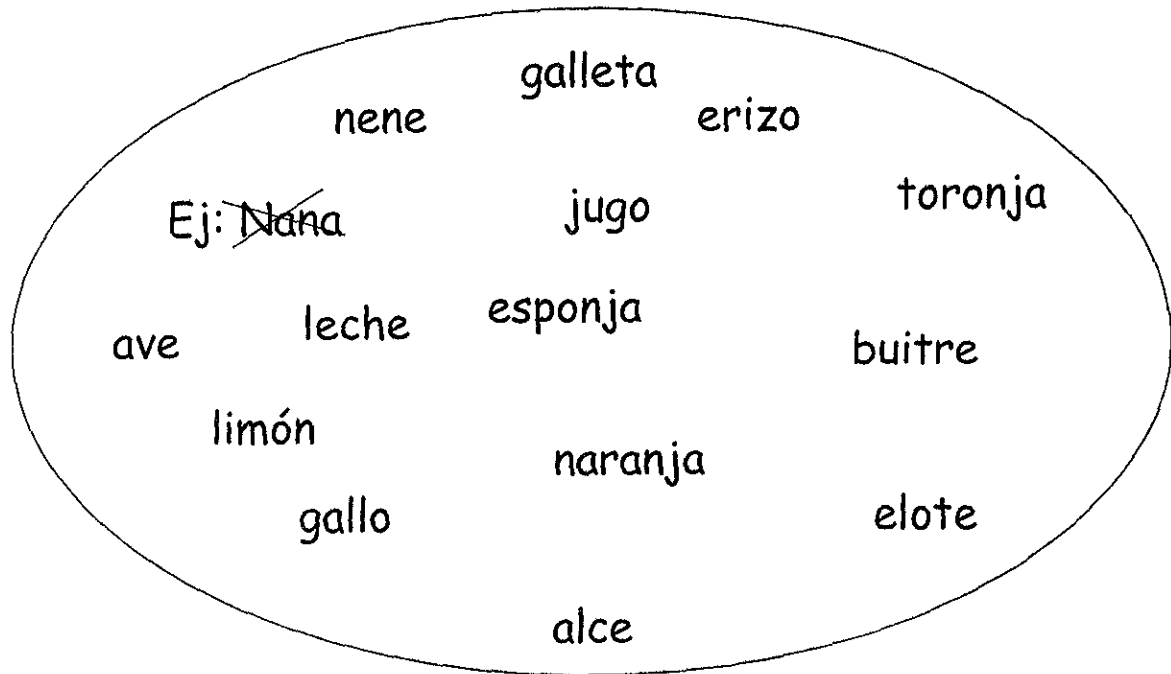 galleta
nene
erizo
toronja
Ej: Nana
jugo
esponja
leche
ave
buitre
limón
naranja
gallo
elote
alce